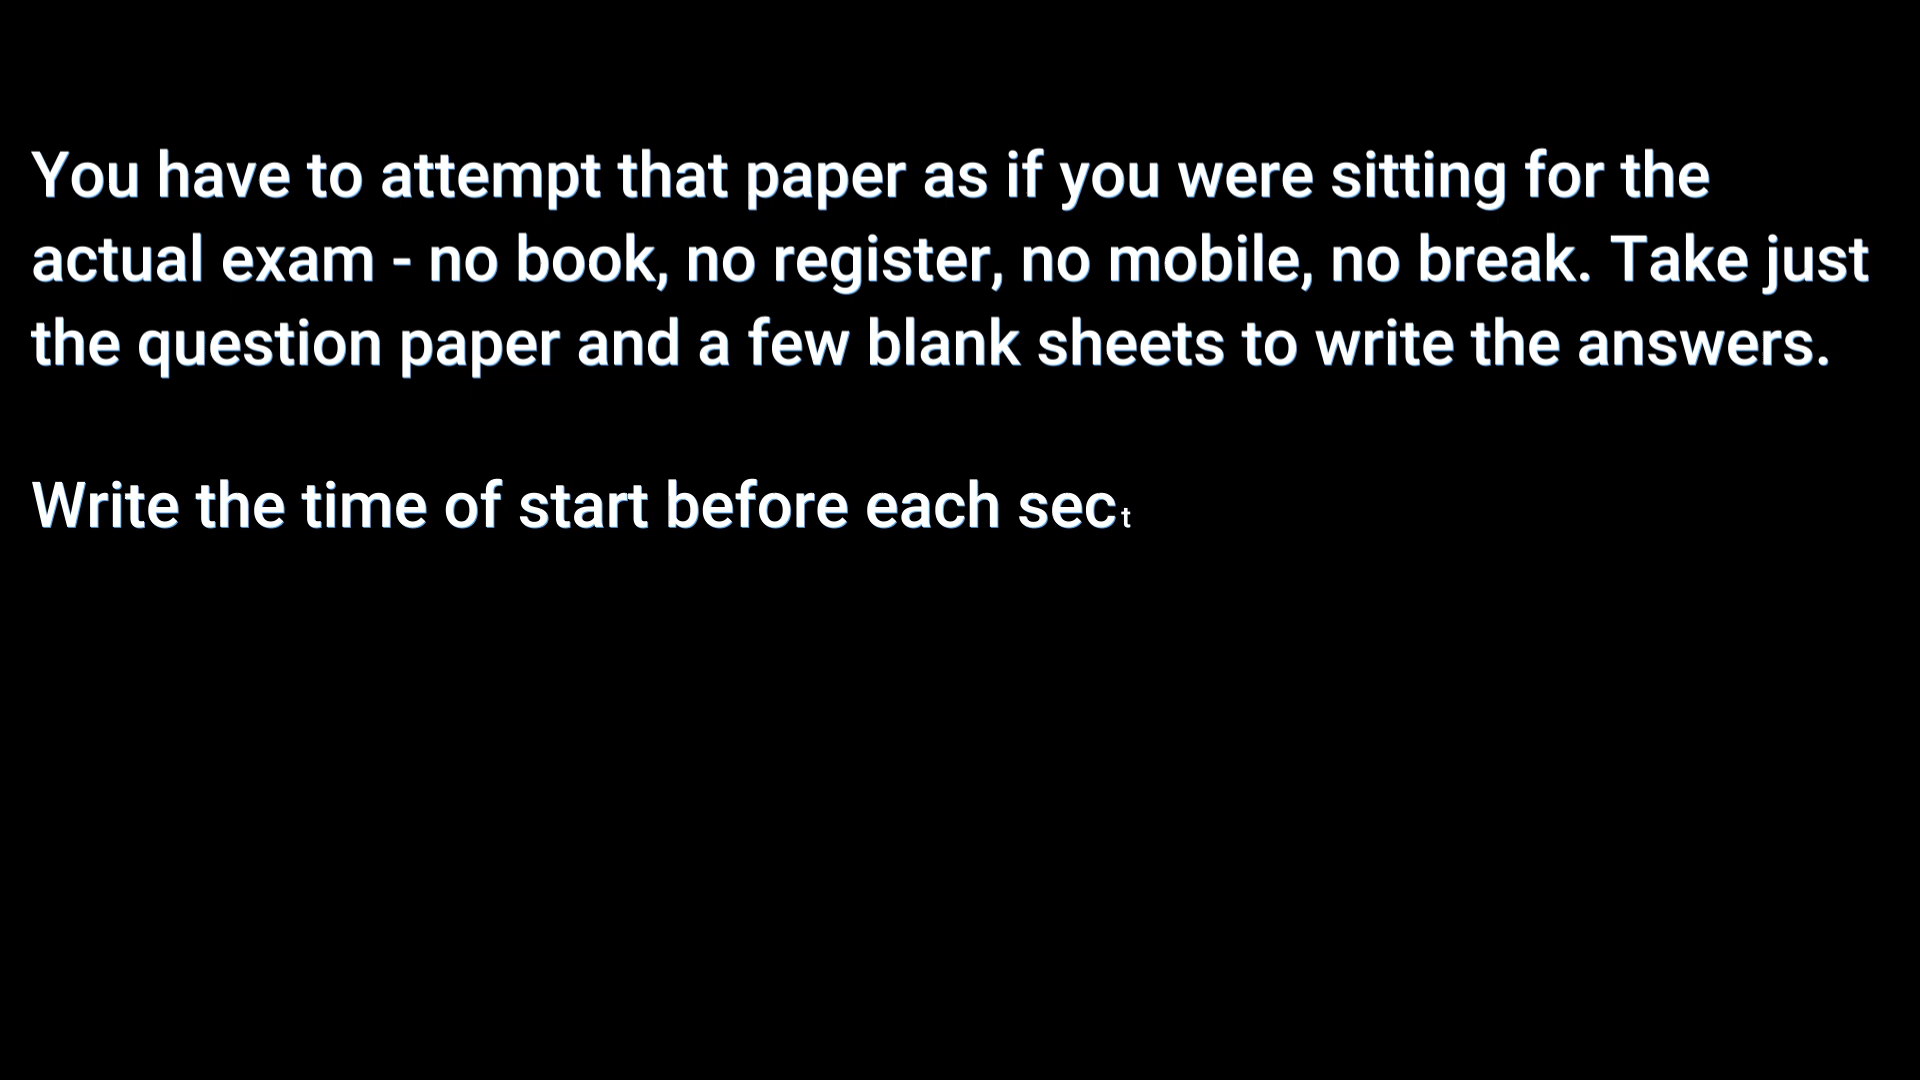 You have to attempt that paper as if you were sitting for the
actual exam - no book, no register, no mobile, no break. Take just
the question paper and a few blank sheets to write the answers.
Write the time of start before each sect